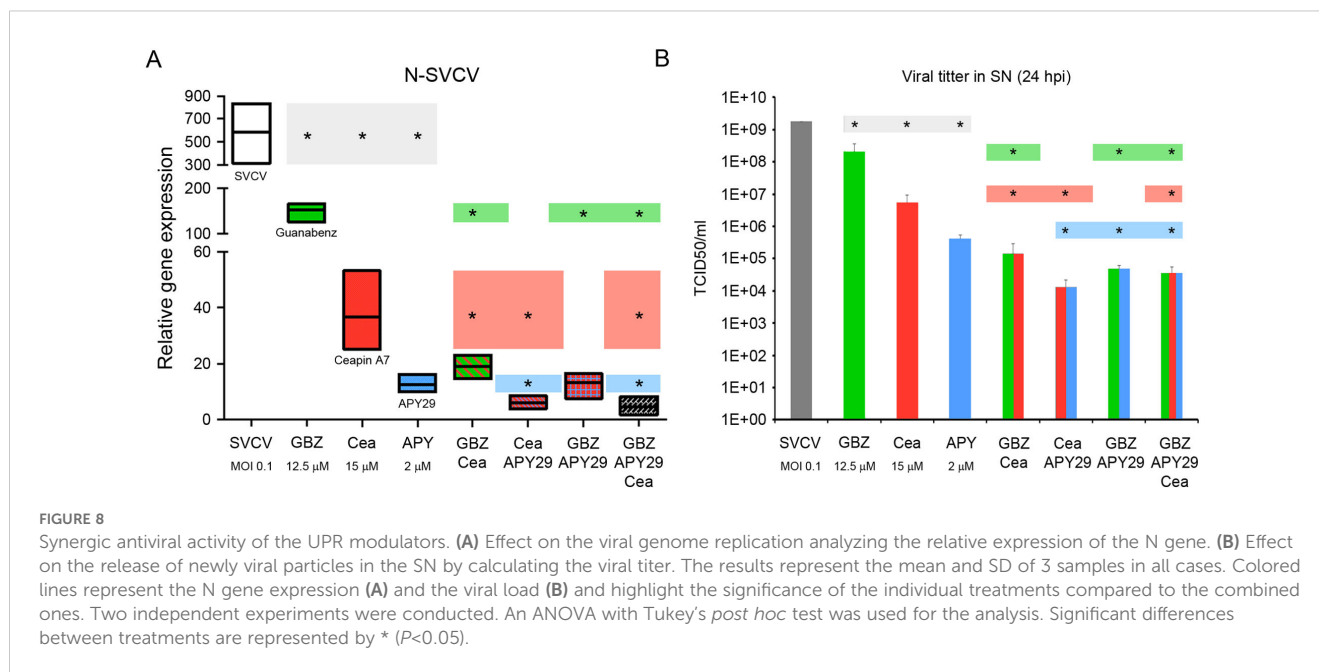 A
N-SVCV
Relative gene expression
900
700
500
300
200
100
60
40
20
0
SVCV
* * *
Guanabenz
* * *
Ceapin A7
* * *
APY29
* *
SVCV GBZ Cea APY GBZ Cea GBZ GBZ
MOI 0.1 12.5 μM 15 μM 2 μM Cea APY29 APY29 APY29
Cea
B
Viral titter in SN (24 hpi)
TCID50/ml
1E+10
1E+09
1E+08
1E+07
1E+06
1E+05
1E+04
1E+03
1E+02
1E+01
1E+00
* * *
* * *
* * *
* * *
SVCV GBZ Cea APY GBZ Cea GBZ GBZ
MOI 0.1 12.5 μM 15 μM 2 μM Cea APY29 APY29 APY29
Cea
FIGURE 8
Synergic antiviral activity of the UPR modulators. (A) Effect on the viral genome replication analyzing the relative expression of the N gene. (B) Effect
on the release of newly viral particles in the SN by calculating the viral titer. The results represent the mean and SD of 3 samples in all cases. Colored
lines represent the N gene expression (A) and the viral load (B) and highlight the significance of the individual treatments compared to the combined
ones. Two independent experiments were conducted. An ANOVA with Tukey's post hoc test was used for the analysis. Significant differences
between treatments are represented by * (P<0.05).